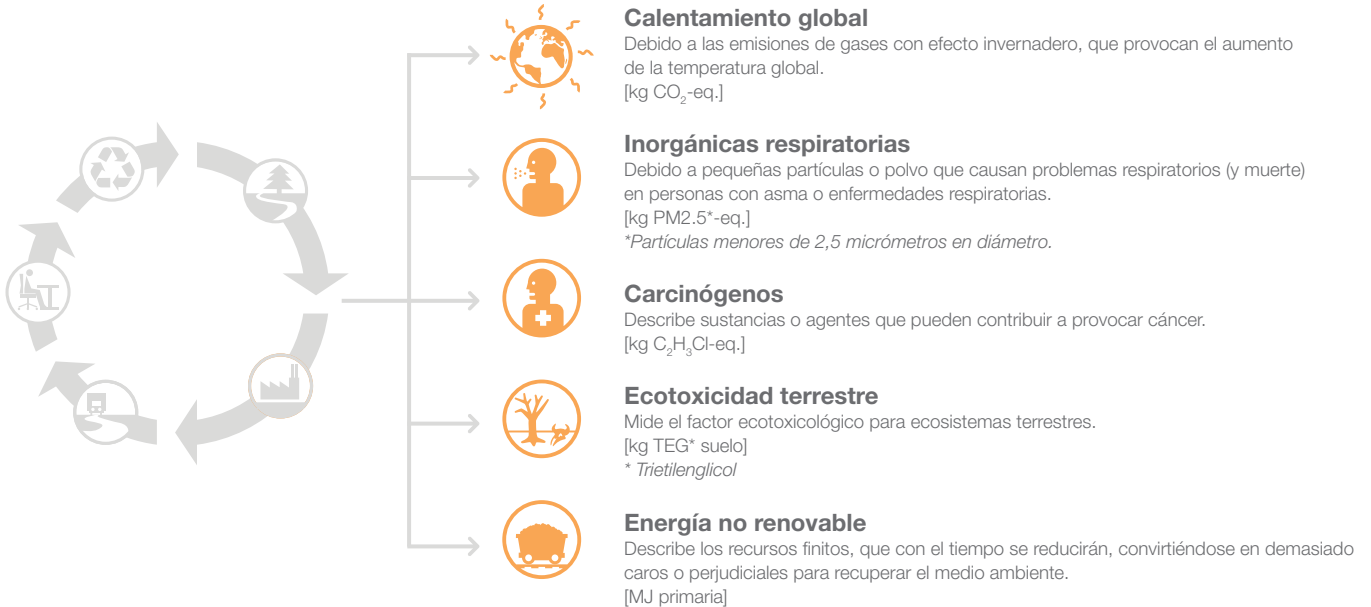 Calentamiento global
Debido a las emisiones de gases con efecto invernadero, que provocan el aumento
de la temperatura global.
[kg CO₂-eq.]
Inorgánicas respiratorias
Debido a pequeñas partículas o polvo que causan problemas respiratorios (y muerte)
en personas con asma o enfermedades respiratorias.
[kg PM2.5*-eq.]
*Partículas menores de 2,5 micrómetros en diámetro.
Carcinógenos
Describe sustancias o agentes que pueden contribuir a provocar cáncer.
[kg C₂H₃Cl-eq.]
Ecotoxicidad terrestre
Mide el factor ecotoxicológico para ecosistemas terrestres.
[kg TEG* suelo]
* Trietilenglicol
Energía no renovable
Describe los recursos finitos, que con el tiempo se reducirán, convirtiéndose en demasiado
caros o perjudiciales para recuperar el medio ambiente.
[MJ primaria]